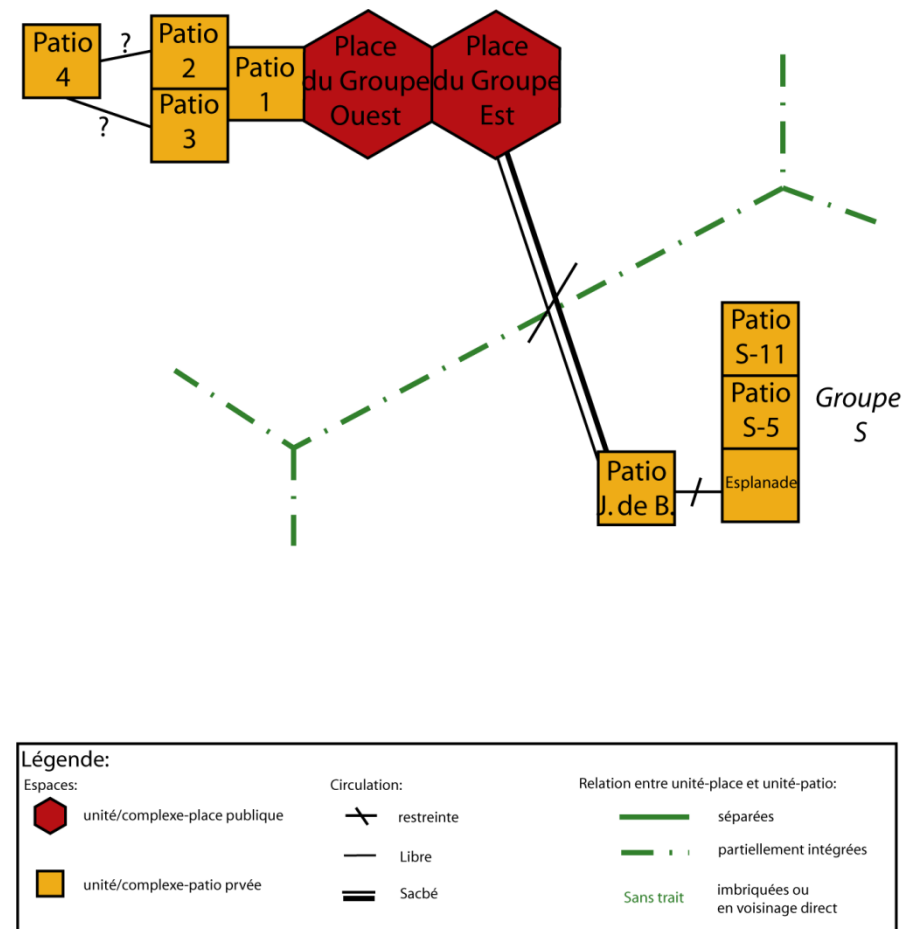 Patio
4
?
?
Patio
2
Patio
3
Patio
1
Place
du Groupe
Ouest
Place
du Groupe
Est
Patio
S-11
Patio
S-5
Esplanade
Groupe
S
Patio
J. de B.
Légende:
Espaces:
unité/complexe-place publique
unité/complexe-patio prvée
Circulation:
restreinte
Libre
Sacbé
Relation entre unité-place et unité-patio:
séparées
partiellement intégrées
Sans trait
imbriquées ou
en voisinage direct